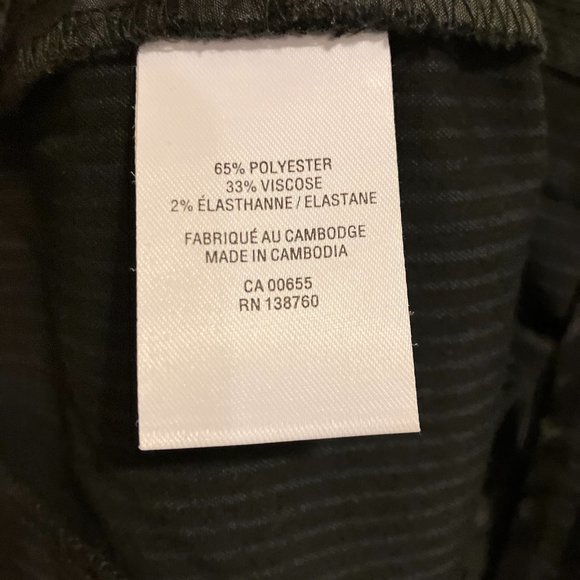 65% POLYESTER
33% VISCOSE
2% ÉLASTHANNE / ELASTANE
FABRIQUÉ AU CAMBODGE
MADE IN CAMBODIA
CA 00655
RN 138760